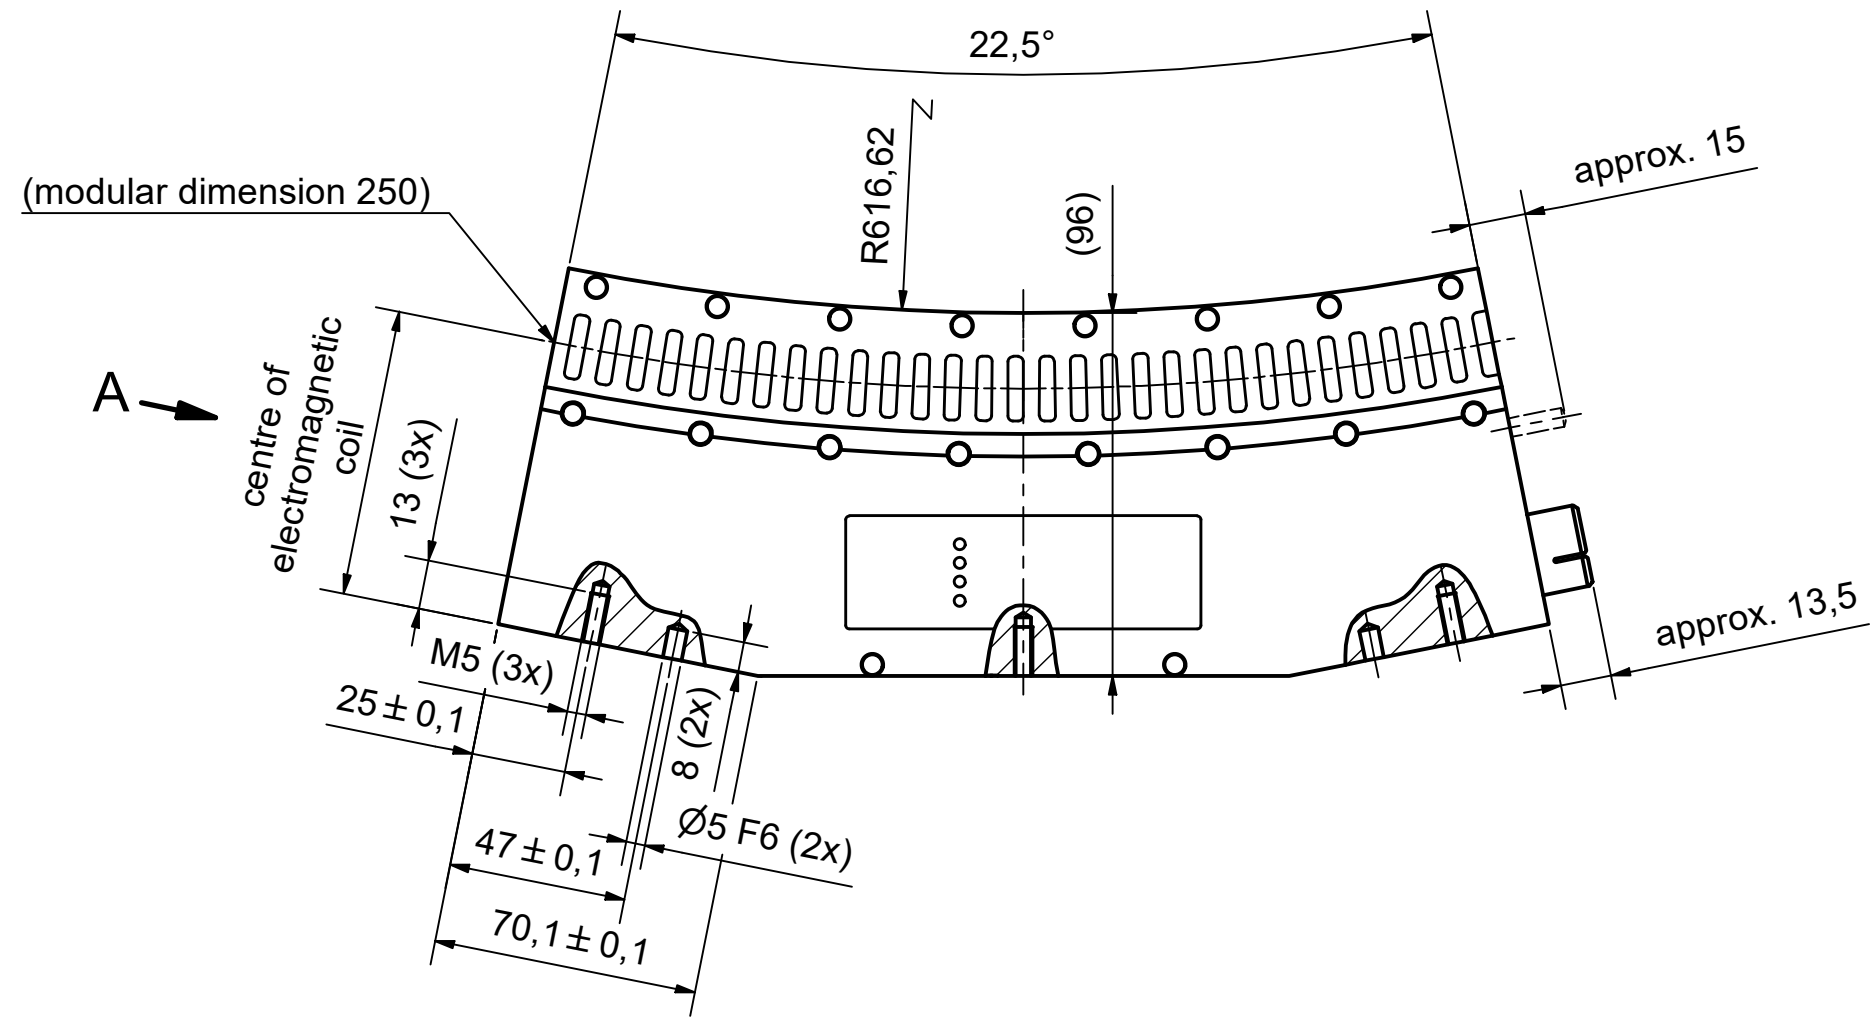 22,5°
R616,62
(96)
approx. 15
(modular dimension 250)
A
centre of
electromagnetic
coil
13 (3x)
M5 (3x)
25±0,1
8 (2x)
Ø5 F6 (2x)
47±0,1
70,1±0,1
approx. 13,5